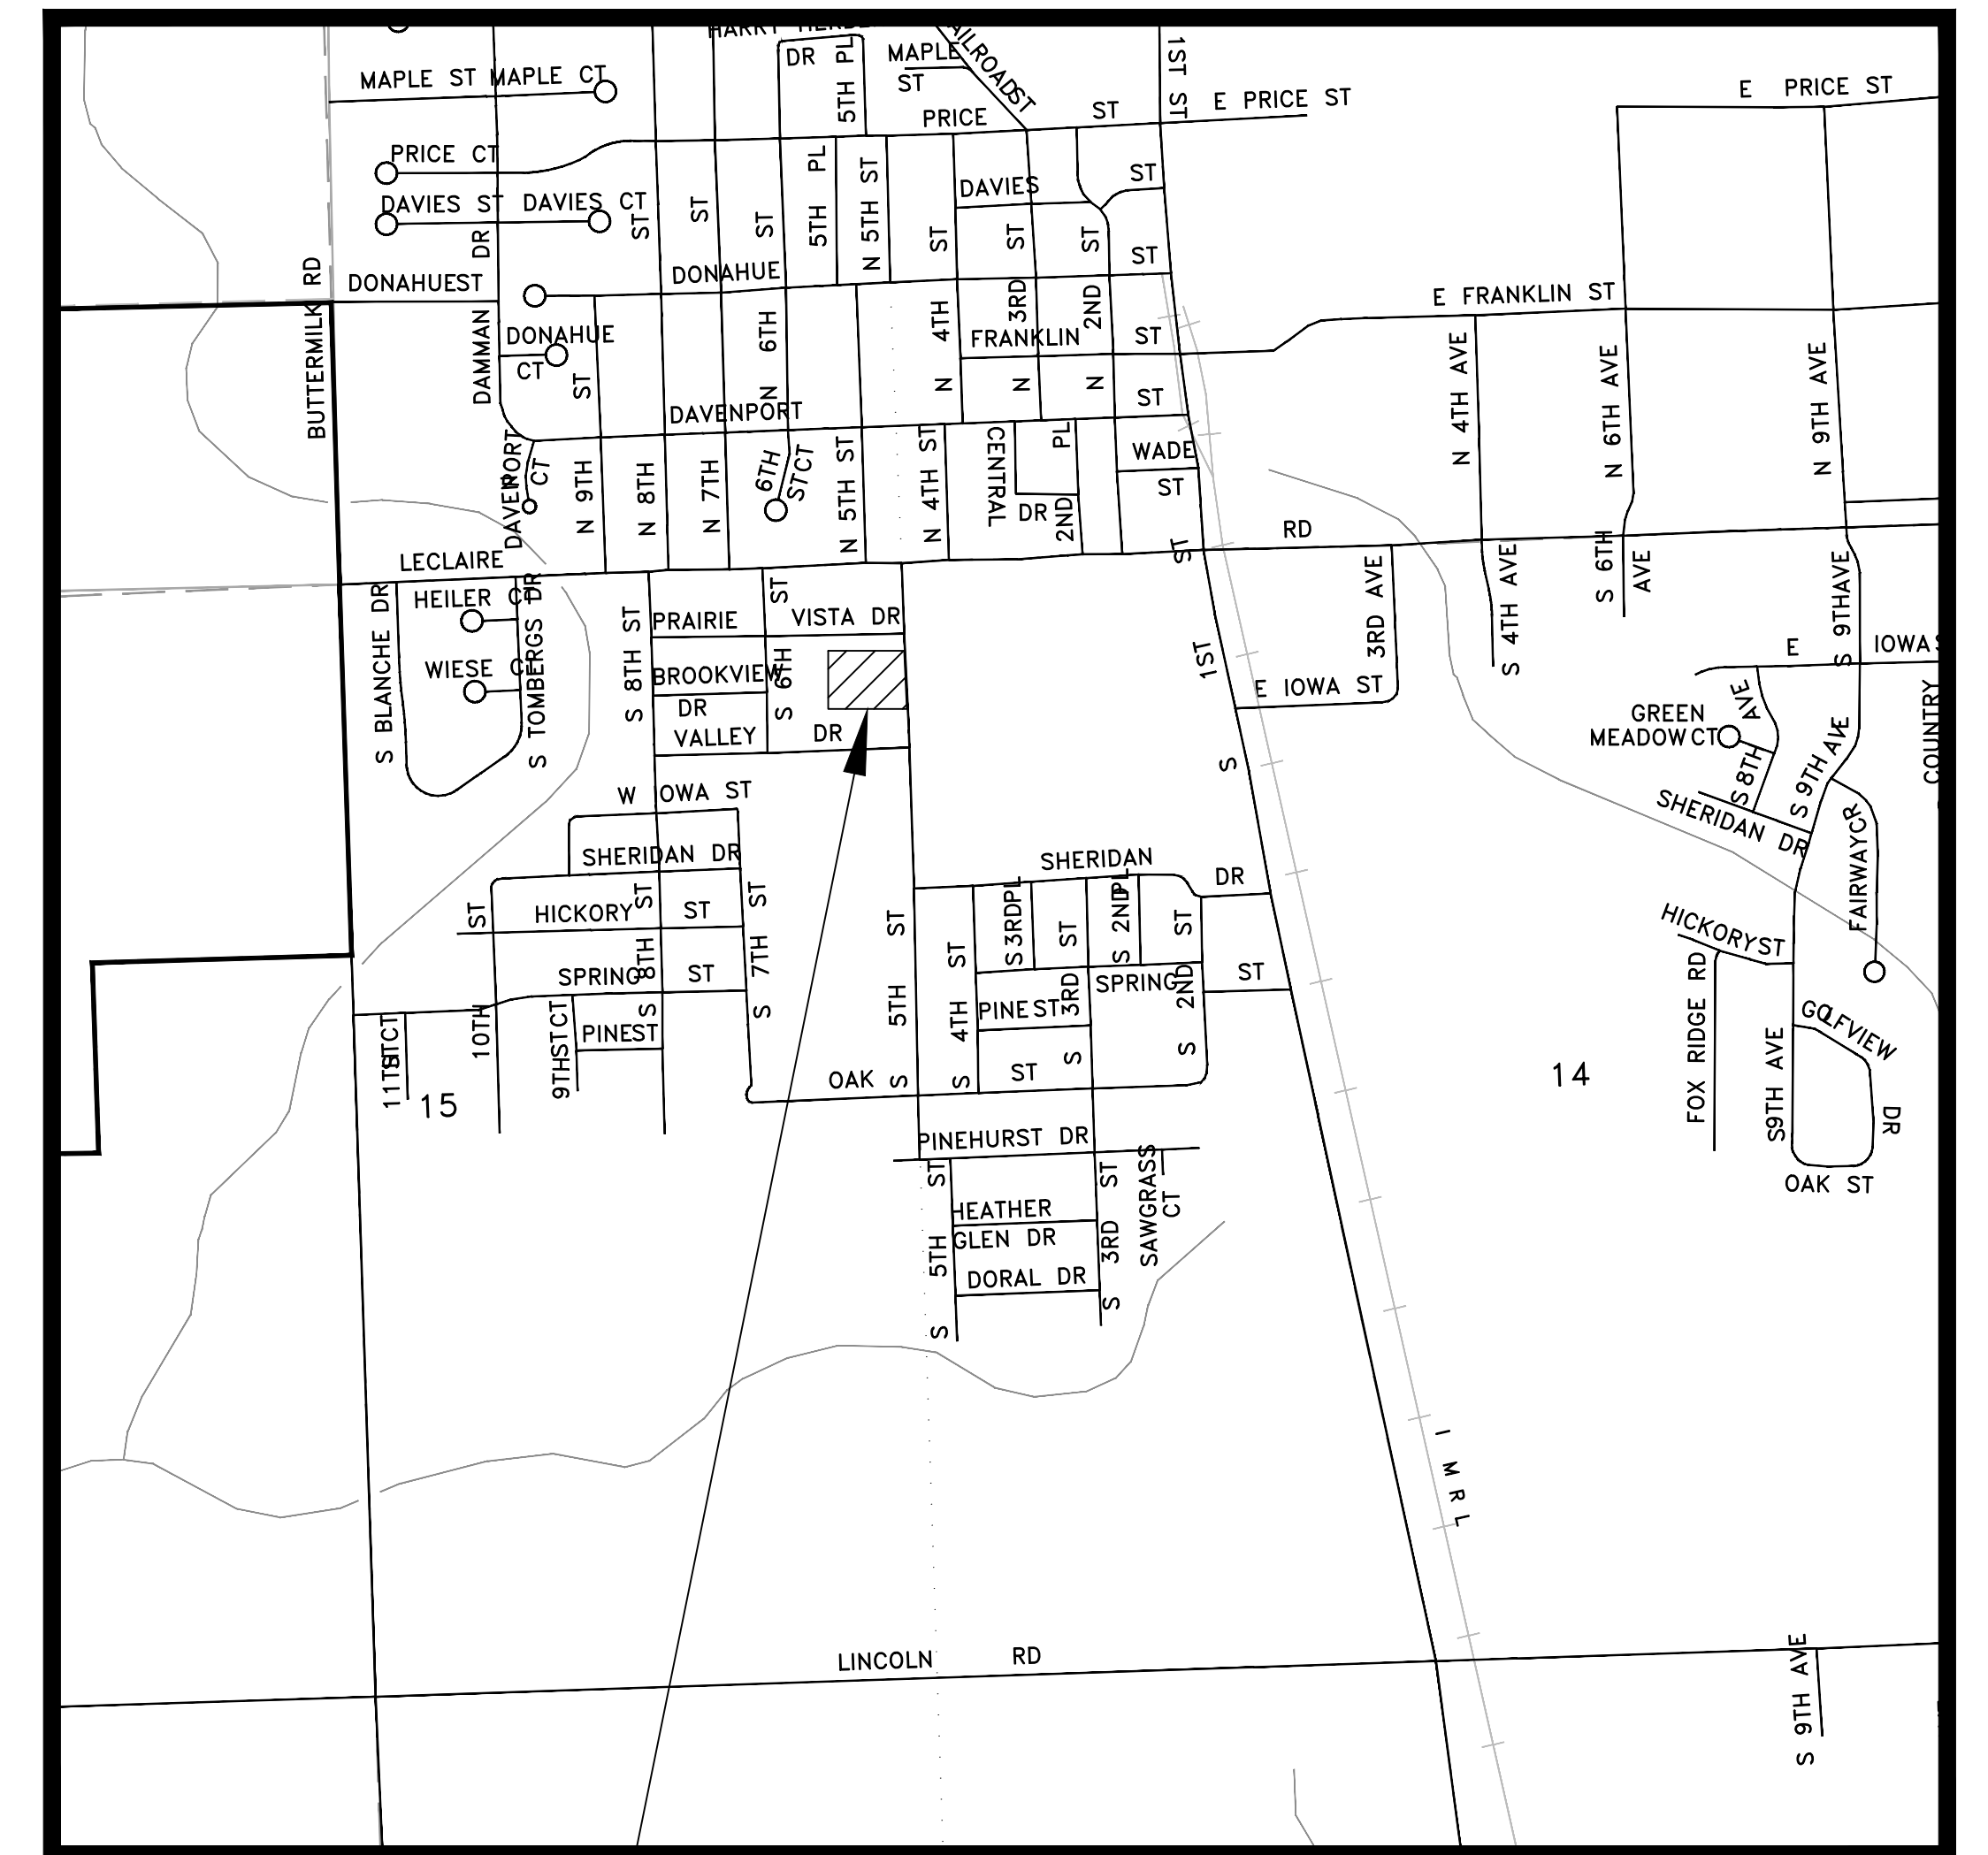 MAPLE ST MAPLE CT
DR
5TH PL
MAPLE
ST
ST
1ST ST
PRICE ST
E PRICE ST
E PRICE ST
PRICE CT
DAVIES ST DAVIES CT
DAVIES ST
DONAHUE ST
DONAHUE ST
DONAHUE
CT
BUTTERMILK RD
DAMMAN DR
E FRANKLIN ST
FRANKLIN ST
DAVENPORT ST
DAVENPORT
CT
N 9TH ST
N 8TH ST
N 7TH ST
N 6TH ST
6TH
ST CT
5TH PL
N 5TH ST
N 5TH ST
N 4TH ST
N 4TH ST
N 3RD ST
N 2ND ST
CENTRAL
DR
2ND PL
WADE
ST
N 4TH AVE
N 6TH AVE
N 9TH AVE
LECLAIRE RD
HEILER CT
WIESE CT
S BLANCHE DR
S TOMBERGS DR
S 8TH ST
PRAIRIE VISTA DR
BROOKVIEW
DR
VALLEY DR
S 6TH ST
S 1ST ST
3RD AVE
E IOWA ST
S 4TH AVE
S 6TH
AVE
S 9TH AVE
E IOWA
COUNTRY
GREEN
MEADOW CT
S 8TH AVE
S 9TH AVE
SHERIDAN DR
FAIRWAY CR
W IOWA ST
SHERIDAN DR
HICKORY ST
SPRING ST
PINE ST
11TH ST CT
10TH ST
9TH ST CT
S 8TH ST
S 7TH ST
15
SHERIDAN DR
S 5TH ST
S 4TH ST
S 3RD PL
S 3RD ST
S 2ND PL
S 2ND ST
SPRING ST
PINE ST
OAK ST
PINEHURST DR
HEATHER
GLEN DR
DORAL DR
S 5TH ST
S 3RD ST
SAWGRASS
CT
14
HICKORY ST
FOX RIDGE RD
S 9TH AVE
GOLFVIEW DR
OAK ST
I M R L
LINCOLN RD
S 9TH AVE